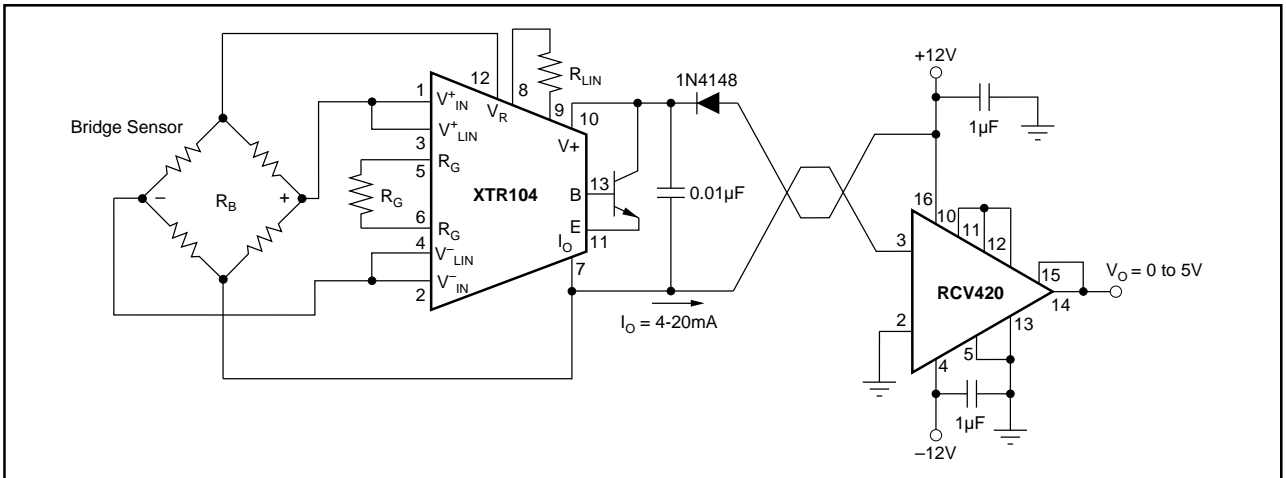 Bridge Sensor
R_B
−
+
1
V⁺_IN
V⁺_LIN
3
5
R_G
R_G
6
R_G
4
V⁻_LIN
V⁻_IN
2
12
V_R
8
R_LIN
9
10
V+
XTR104
B
13
E
11
I_O
7
1N4148
0.01µF
I_O = 4-20mA
+12V
1µF
16
10
11
12
3
15
V_O = 0 to 5V
RCV420
14
2
13
5
4
1µF
–12V